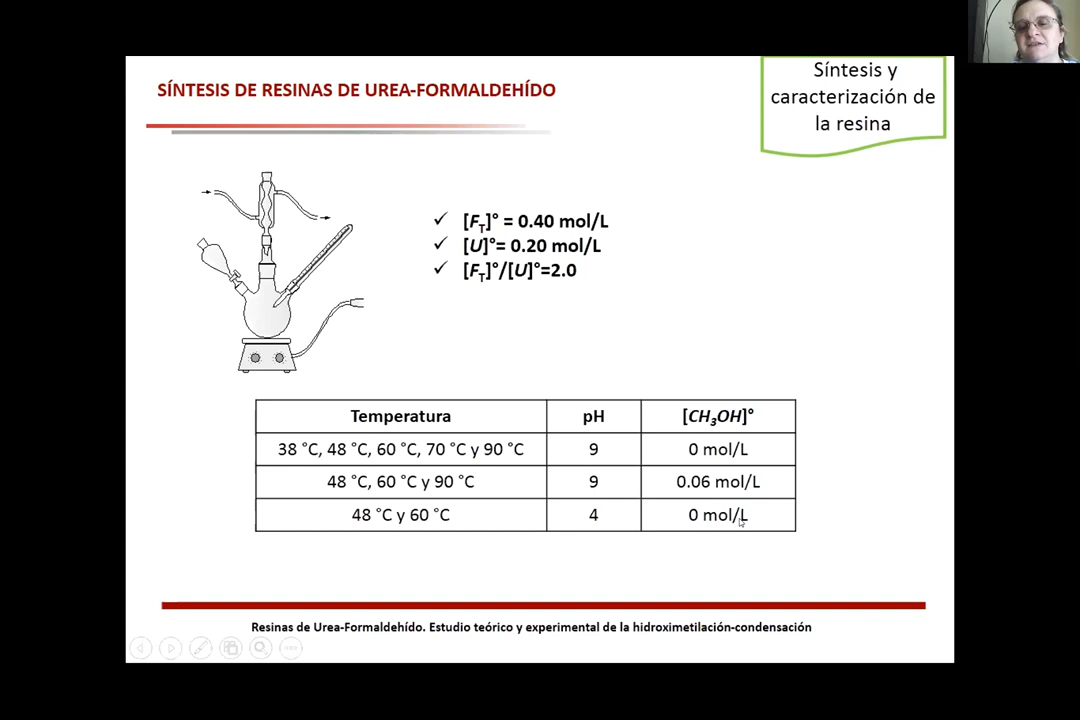 SÍNTESIS DE RESINAS DE UREA-FORMALDEHÍDO
Síntesis y
caracterización de
la resina
✓ [F_T]° = 0.40 mol/L
✓ [U]°= 0.20 mol/L
✓ [F_T]°/[U]°=2.0
Temperatura pH [CH₃OH]°
38 °C, 48 °C, 60 °C, 70 °C y 90 °C 9 0 mol/L
48 °C, 60 °C y 90 °C 9 0.06 mol/L
48 °C y 60 °C 4 0 mol/L
Resinas de Urea-Formaldehído. Estudio teórico y experimental de la hidroximetilación-condensación